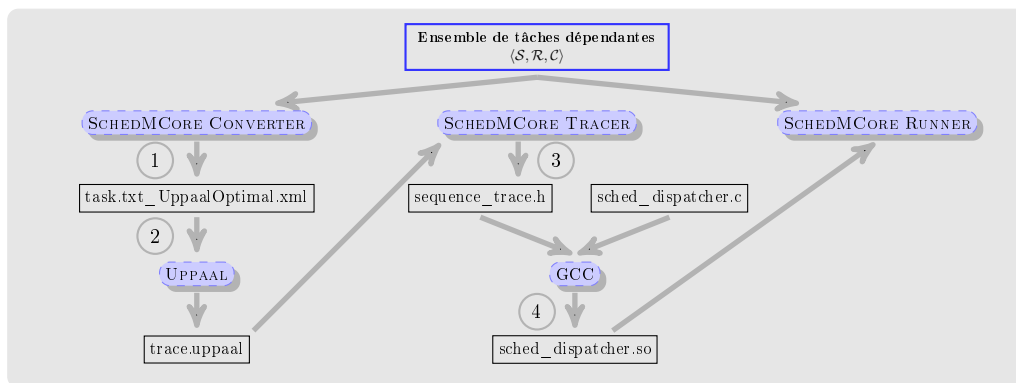 Ensemble de tâches dépendantes
⟨𝒮, ℛ, 𝒞⟩
SchedMCore Converter
SchedMCore Tracer
SchedMCore Runner
1
3
task.txt_UppaalOptimal.xml
sequence_trace.h
sched_dispatcher.c
2
Uppaal
GCC
4
trace.uppaal
sched_dispatcher.so